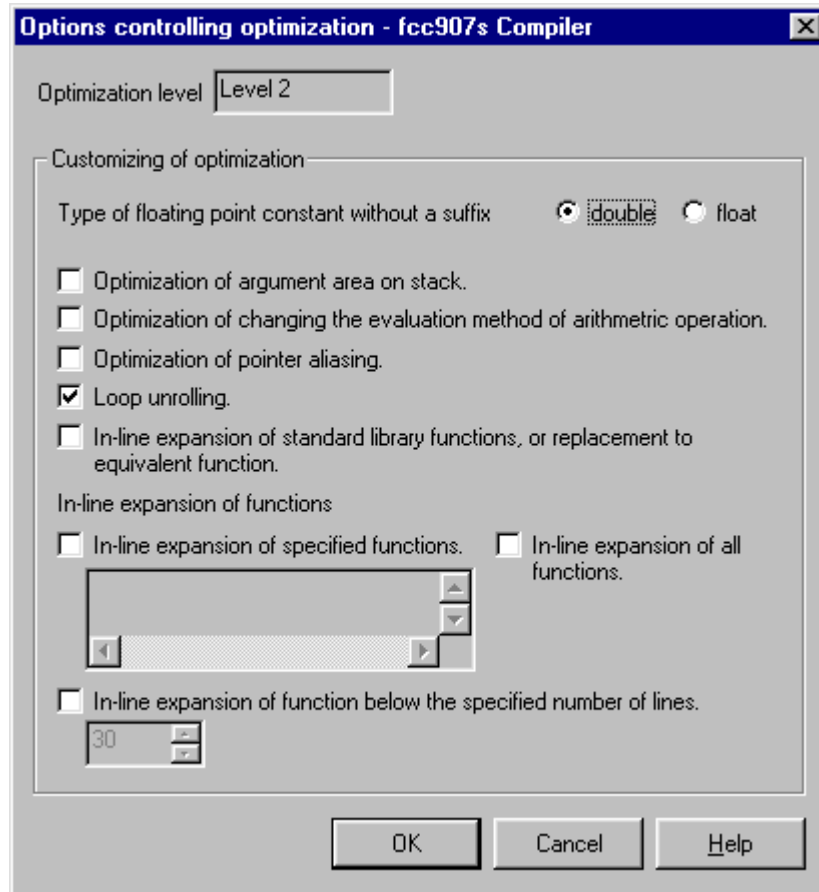 Options controlling optimization - fcc907s Compiler
Optimization level Level 2
Customizing of optimization
Type of floating point constant without a suffix double float
Optimization of argument area on stack.
Optimization of changing the evaluation method of arithmetric operation.
Optimization of pointer aliasing.
Loop unrolling.
In-line expansion of standard library functions, or replacement to
equivalent function.
In-line expansion of functions
In-line expansion of specified functions. In-line expansion of all
functions.
In-line expansion of function below the specified number of lines.
30
OK Cancel Help